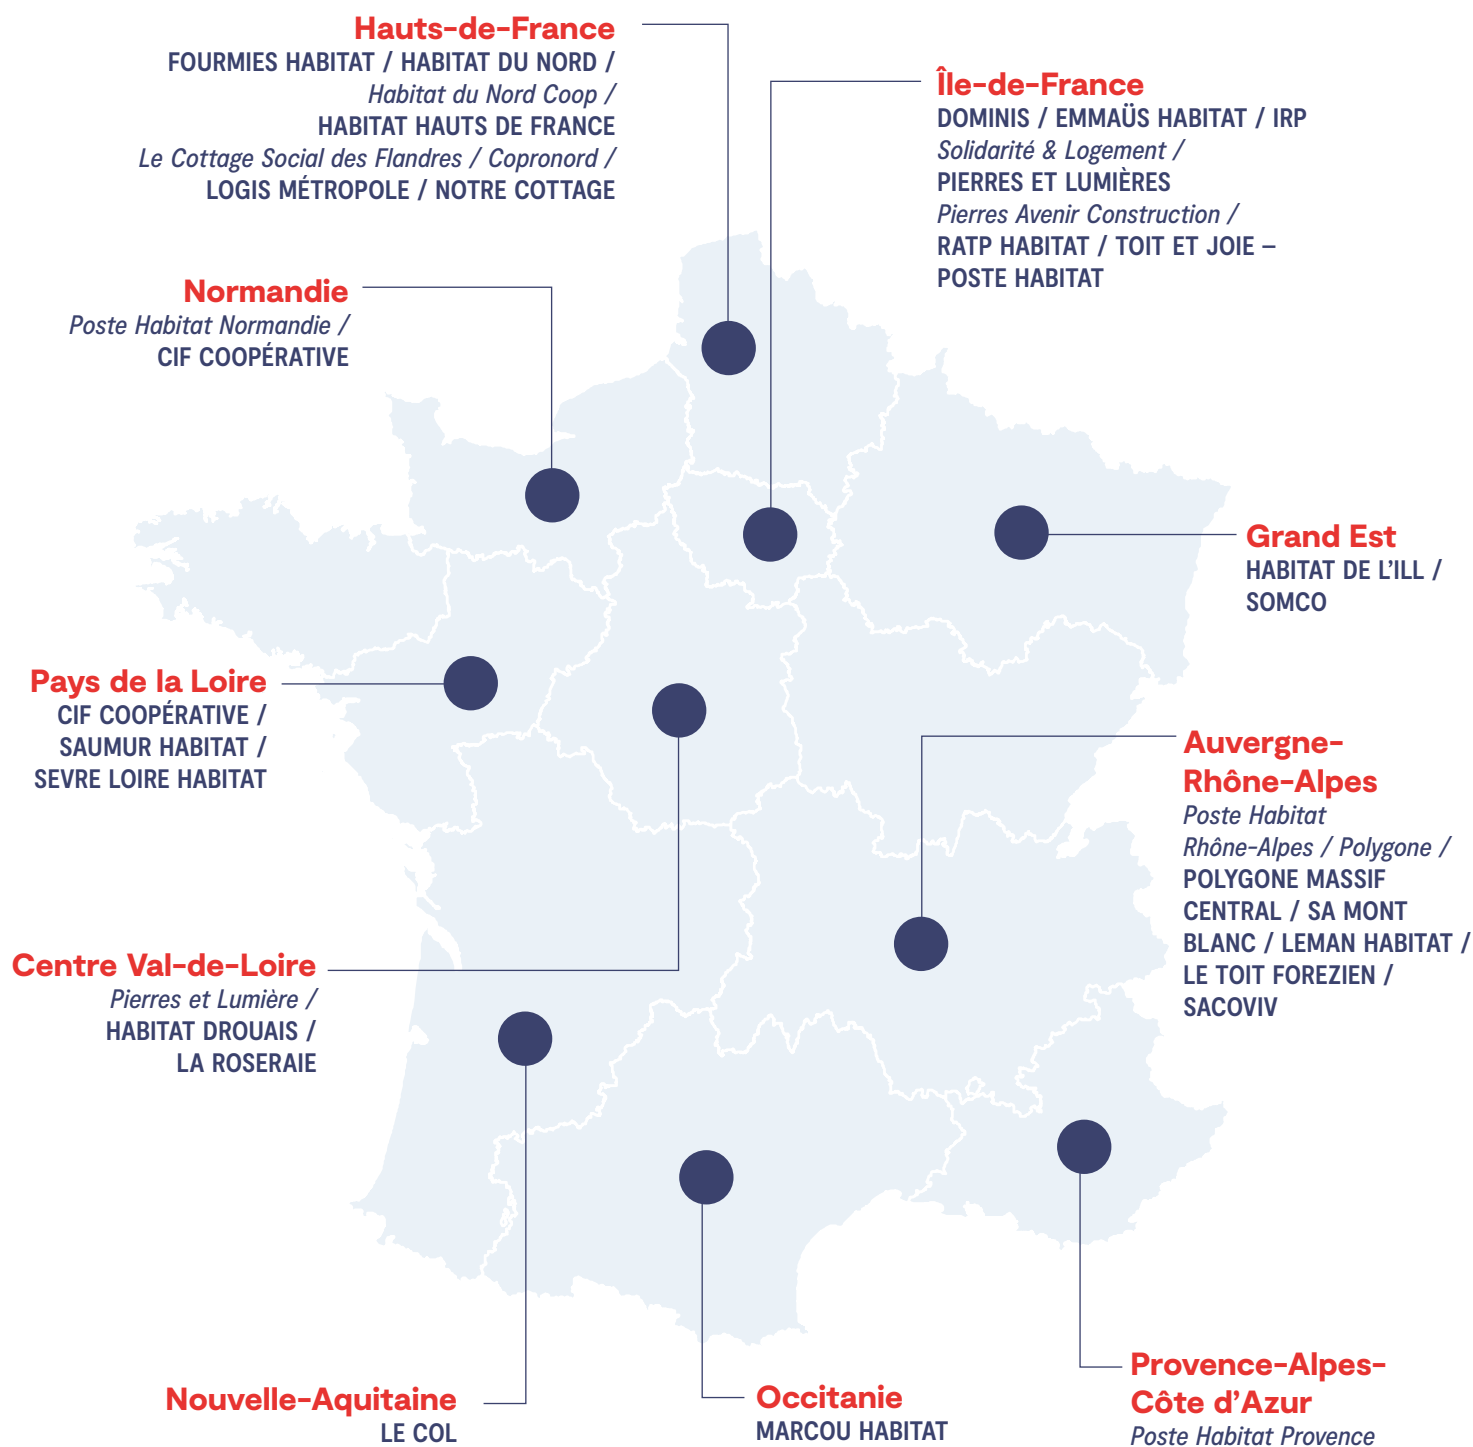 Hauts-de-France
FOURMIES HABITAT / HABITAT DU NORD /
Habitat du Nord Coop /
HABITAT HAUTS DE FRANCE
Le Cottage Social des Flandres / Copronord /
LOGIS MÉTROPOLE / NOTRE COTTAGE
Île-de-France
DOMINIS / EMMAÜS HABITAT / IRP
Solidarité & Logement /
PIERRES ET LUMIÈRES
Pierres Avenir Construction /
RATP HABITAT / TOIT ET JOIE –
POSTE HABITAT
Normandie
Poste Habitat Normandie /
CIF COOPÉRATIVE
Grand Est
HABITAT DE L'ILL /
SOMCO
Pays de la Loire
CIF COOPÉRATIVE /
SAUMUR HABITAT /
SEVRE LOIRE HABITAT
Auvergne-
Rhône-Alpes
Poste Habitat
Rhône-Alpes / Polygone /
POLYGONE MASSIF
CENTRAL / SA MONT
BLANC / LEMAN HABITAT /
LE TOIT FOREZIEN /
SACOVIV
Centre Val-de-Loire
Pierres et Lumière /
HABITAT DROUAIS /
LA ROSERAIE
Nouvelle-Aquitaine
LE COL
Occitanie
MARCOU HABITAT
Provence-Alpes-
Côte d'Azur
Poste Habitat Provence